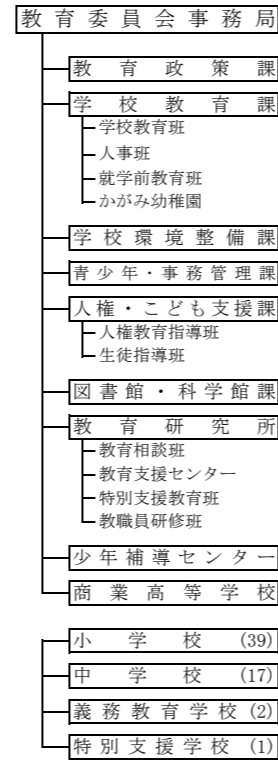 教育委員会事務局
教育政策課
学校教育課
学校教育班
人事班
就学前教育班
かがみ幼稚園
学校環境整備課
青少年・事務管理課
人権・こども支援課
人権教育指導班
生徒指導班
図書館・科学館課
教育研究所
教育相談班
教育支援センター
特別支援教育班
教職員研修班
少年補導センター
商業高等学校
小学校(39)
中学校(17)
義務教育学校(2)
特別支援学校(1)